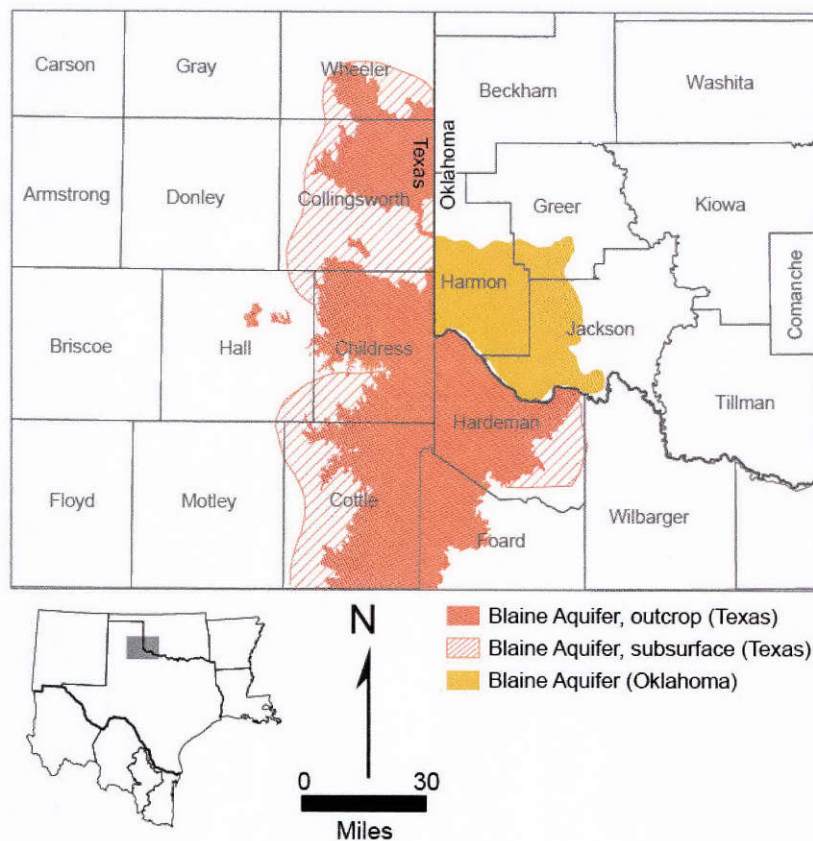 Carson
Gray
Wheeler
Beckham
Washita
Texas
Oklahoma
Armstrong
Donley
Collingsworth
Greer
Kiowa
Harmon
Comanche
Briscoe
Hall
Childress
Jackson
Tillman
Hardeman
Floyd
Motley
Cottle
Foard
Wilbarger
Blaine Aquifer, outcrop (Texas)
Blaine Aquifer, subsurface (Texas)
Blaine Aquifer (Oklahoma)
N
0 30
Miles